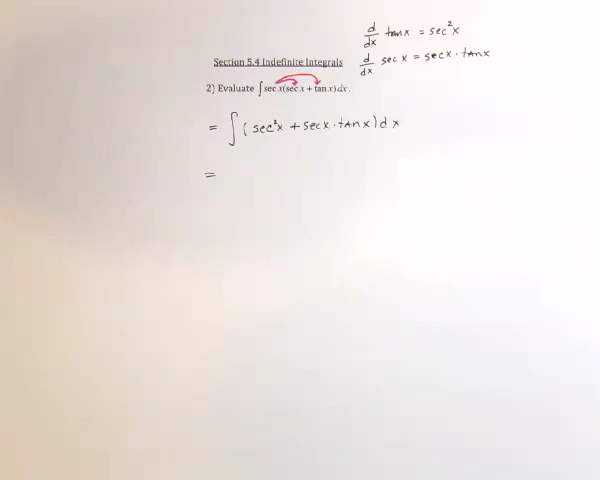 d/dx tan x = sec²x
d/dx sec x = sec x · tan x
Section 5.4 Indefinite Integrals
2) Evaluate ∫ sec x(sec x + tan x)dx.
= ∫ (sec²x + sec x · tan x) dx
=